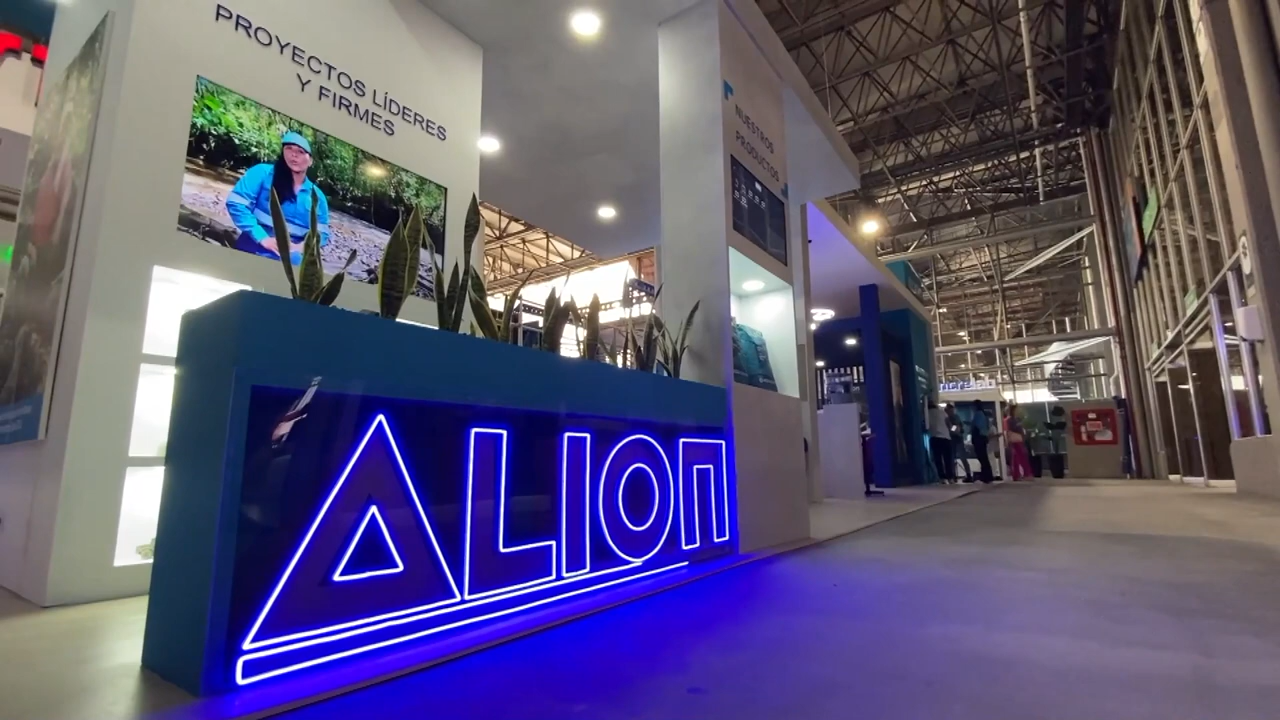 PROYECTOS LÍDERES
Y FIRMES
NUESTROS
PRODUCTOS
ALION